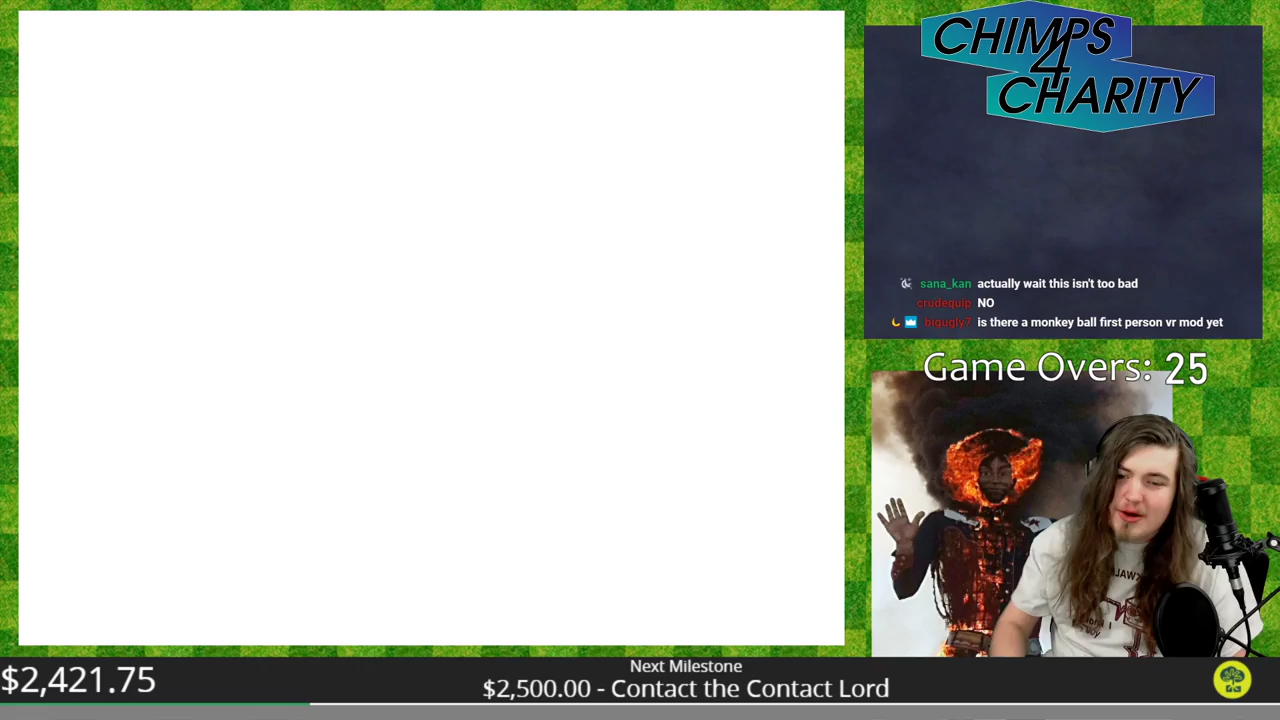 CHIMPS
4
CHARITY
sana_kan actually wait this isn't too bad
crudequip NO
bigugly7 is there a monkey ball first person vr mod yet
Game Overs: 25
$2,421.75
Next Milestone
$2,500.00 - Contact the Contact Lord